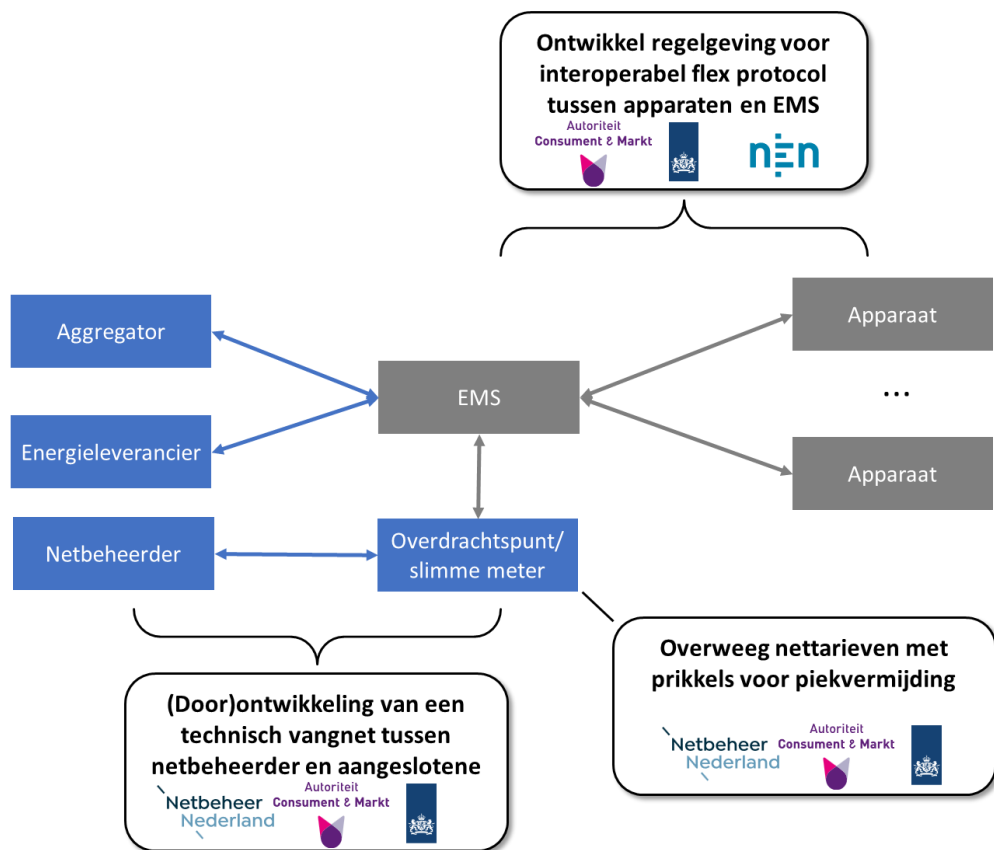 Ontwikkel regelgeving voor
interoperabel flex protocol
tussen apparaten en EMS
Autoriteit
Consument & Markt
nen
Aggregator
Energieleverancier
Netbeheerder
EMS
Overdrachtspunt/
slimme meter
Apparaat
...
Apparaat
(Door)ontwikkeling van een
technisch vangnet tussen
netbeheerder en aangeslotene
Netbeheer
Nederland
Autoriteit
Consument & Markt
Overweeg nettarieven met
prikkels voor piekvermijding
Netbeheer
Nederland
Autoriteit
Consument & Markt